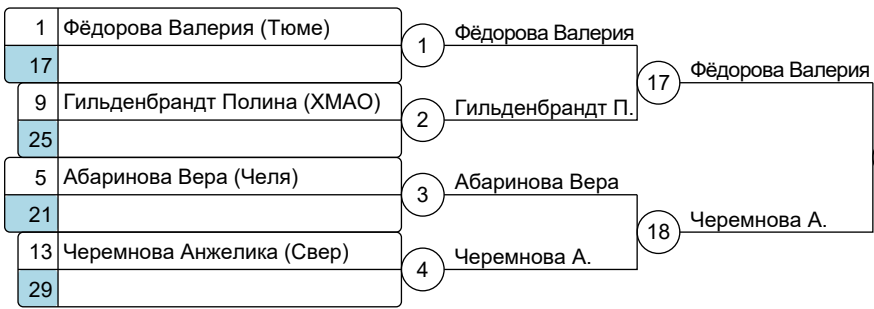 1 Фёдорова Валерия (Тюме)
17
9 Гильденбрандт Полина (ХМАО)
25
5 Абаринова Вера (Челя)
21
13 Черемнова Анжелика (Свер)
29
1 Фёдорова Валерия
2 Гильденбрандт П.
3 Абаринова Вера
4 Черемнова А.
17 Фёдорова Валерия
18 Черемнова А.